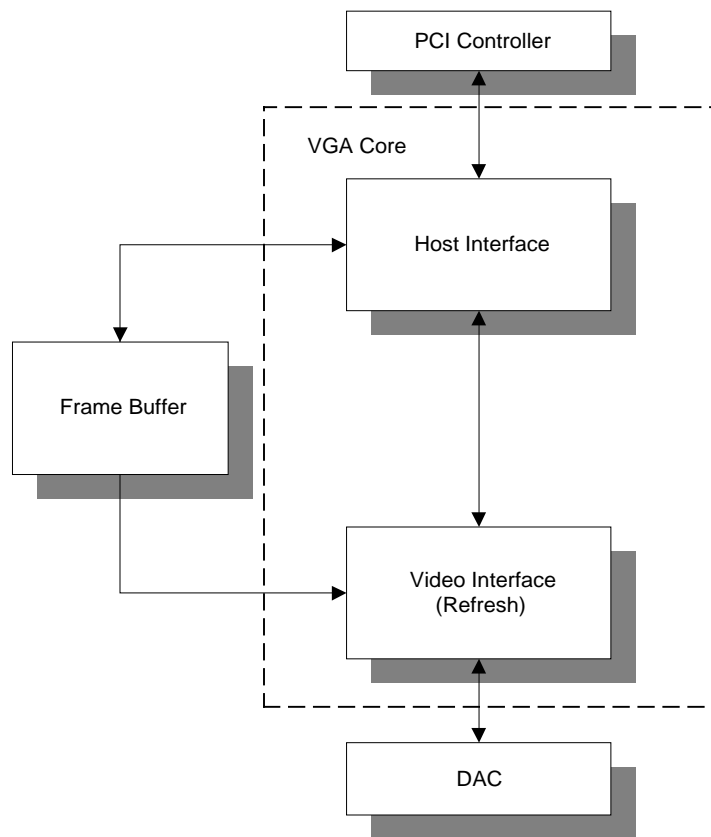 PCI Controller
VGA Core
Host Interface
Frame Buffer
Video Interface
(Refresh)
DAC